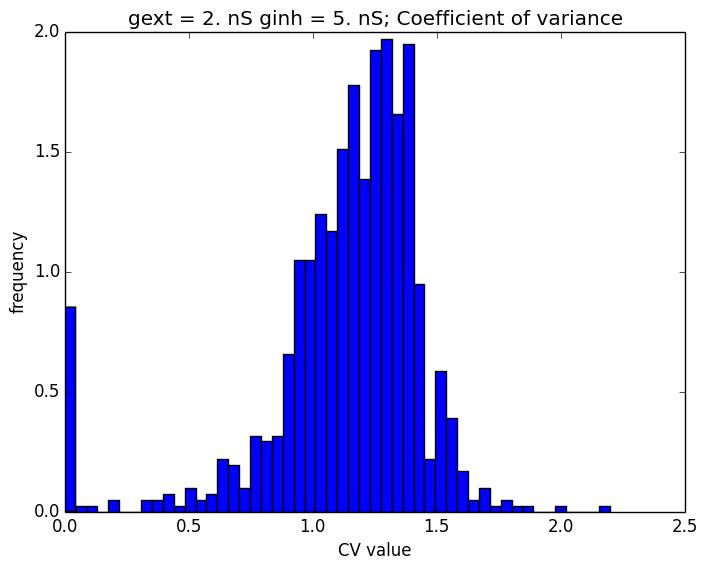 gext = 2. nS ginh = 5. nS; Coefficient of variance
2.0
1.5
1.0
0.5
0.0
frequency
0.0 0.5 1.0 1.5 2.0 2.5
CV value